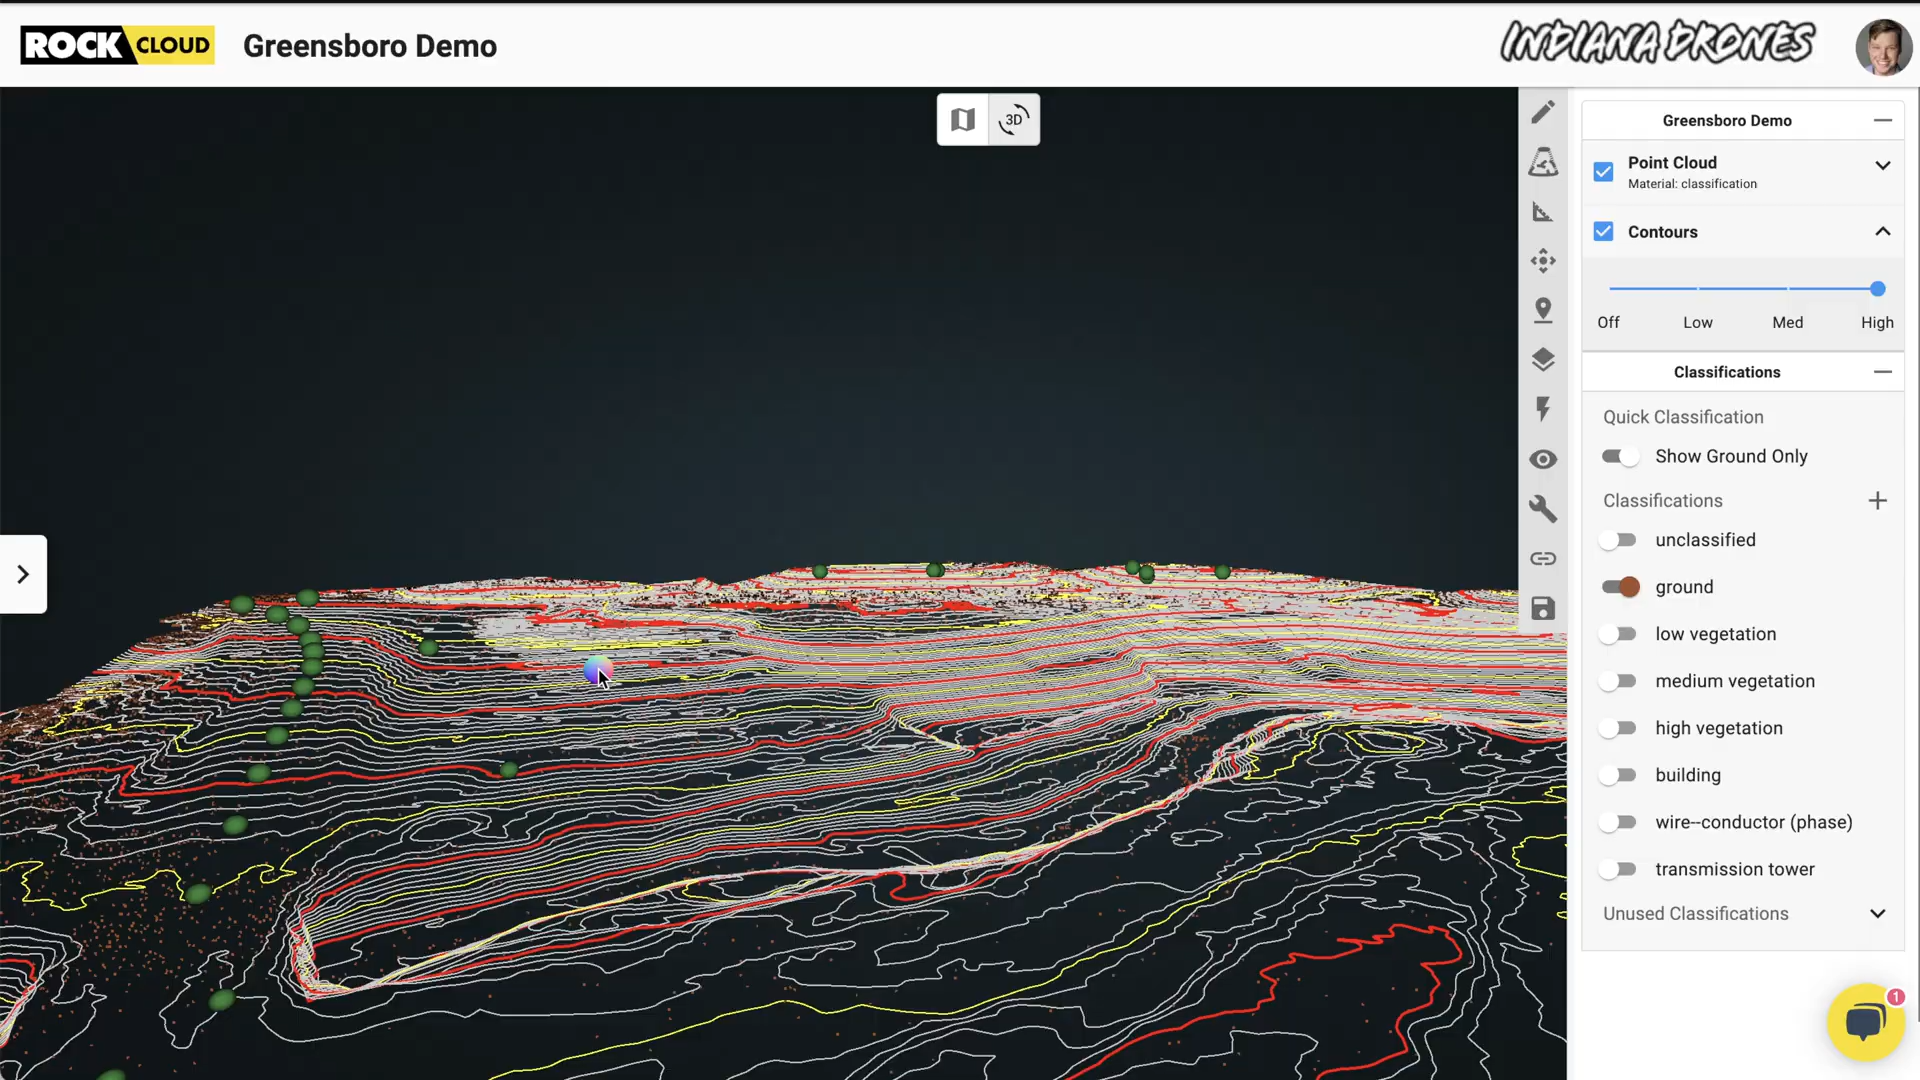 ROCK CLOUD
Greensboro Demo
INDIANA DRONES
3D
Greensboro Demo
Point Cloud
Material: classification
Contours
Off Low Med High
Classifications
Quick Classification
Show Ground Only
Classifications
unclassified
ground
low vegetation
medium vegetation
high vegetation
building
wire--conductor (phase)
transmission tower
Unused Classifications
1